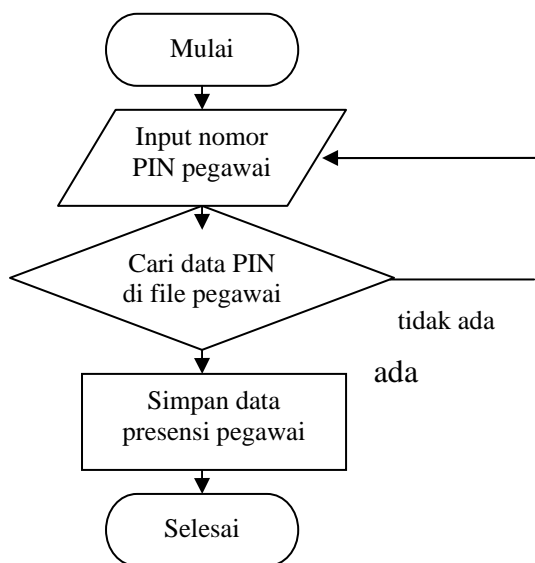 Mulai
Input nomor
PIN pegawai
Cari data PIN
di file pegawai
tidak ada
ada
Simpan data
presensi pegawai
Selesai